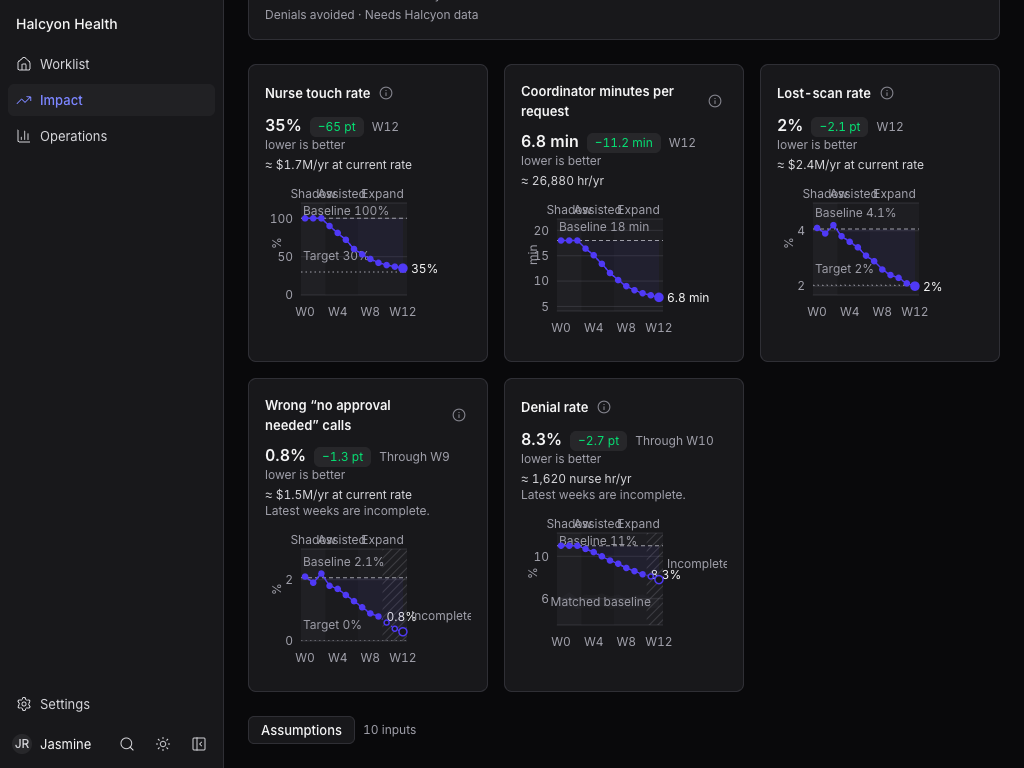 Halcyon Health
Worklist
Impact
Operations
Settings
JR
Jasmine
Denials avoided · Needs Halcyon data
Nurse touch rate
35%
−65 pt
W12
lower is better
≈ $1.7M/yr at current rate
Shadow
Assisted
Expand
Baseline 100%
Target 30%
100
50
0
%
35%
W0
W4
W8
W12
Coordinator minutes per
request
6.8 min
−11.2 min
W12
lower is better
≈ 26,880 hr/yr
Shadow
Assisted
Expand
Baseline 18 min
20
15
10
5
min
6.8 min
W0
W4
W8
W12
Lost-scan rate
2%
−2.1 pt
W12
lower is better
≈ $2.4M/yr at current rate
Shadow
Assisted
Expand
Baseline 4.1%
Target 2%
4
2
%
2%
W0
W4
W8
W12
Wrong “no approval
needed” calls
0.8%
−1.3 pt
Through W9
lower is better
≈ $1.5M/yr at current rate
Latest weeks are incomplete.
Shadow
Assisted
Expand
Baseline 2.1%
Target 0%
2
0
%
0.8%
Incomplete
W0
W4
W8
W12
Denial rate
8.3%
−2.7 pt
Through W10
lower is better
≈ 1,620 nurse hr/yr
Latest weeks are incomplete.
Shadow
Assisted
Expand
Baseline 11%
Matched baseline
10
6
%
8.3%
Incomplete
W0
W4
W8
W12
Assumptions
10 inputs